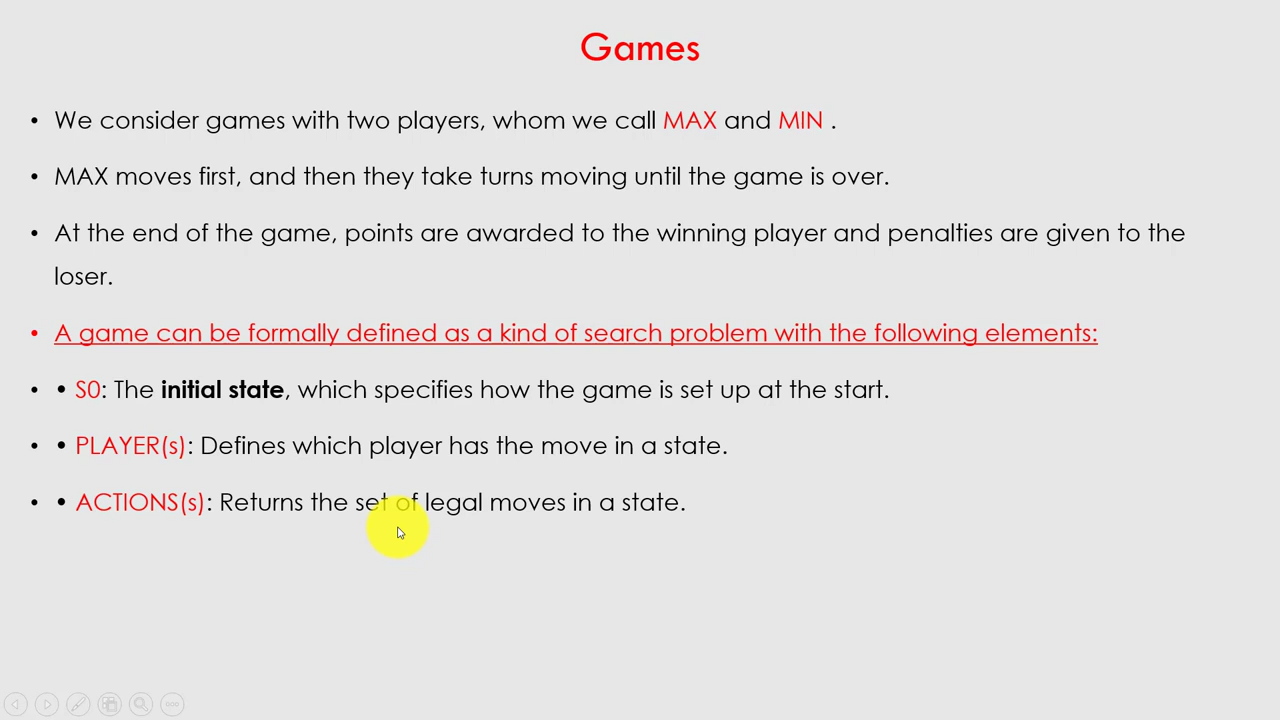 Games
• We consider games with two players, whom we call MAX and MIN .
• MAX moves first, and then they take turns moving until the game is over.
• At the end of the game, points are awarded to the winning player and penalties are given to the
loser.
• A game can be formally defined as a kind of search problem with the following elements:
• • S0: The initial state, which specifies how the game is set up at the start.
• • PLAYER(s): Defines which player has the move in a state.
• • ACTIONS(s): Returns the set of legal moves in a state.